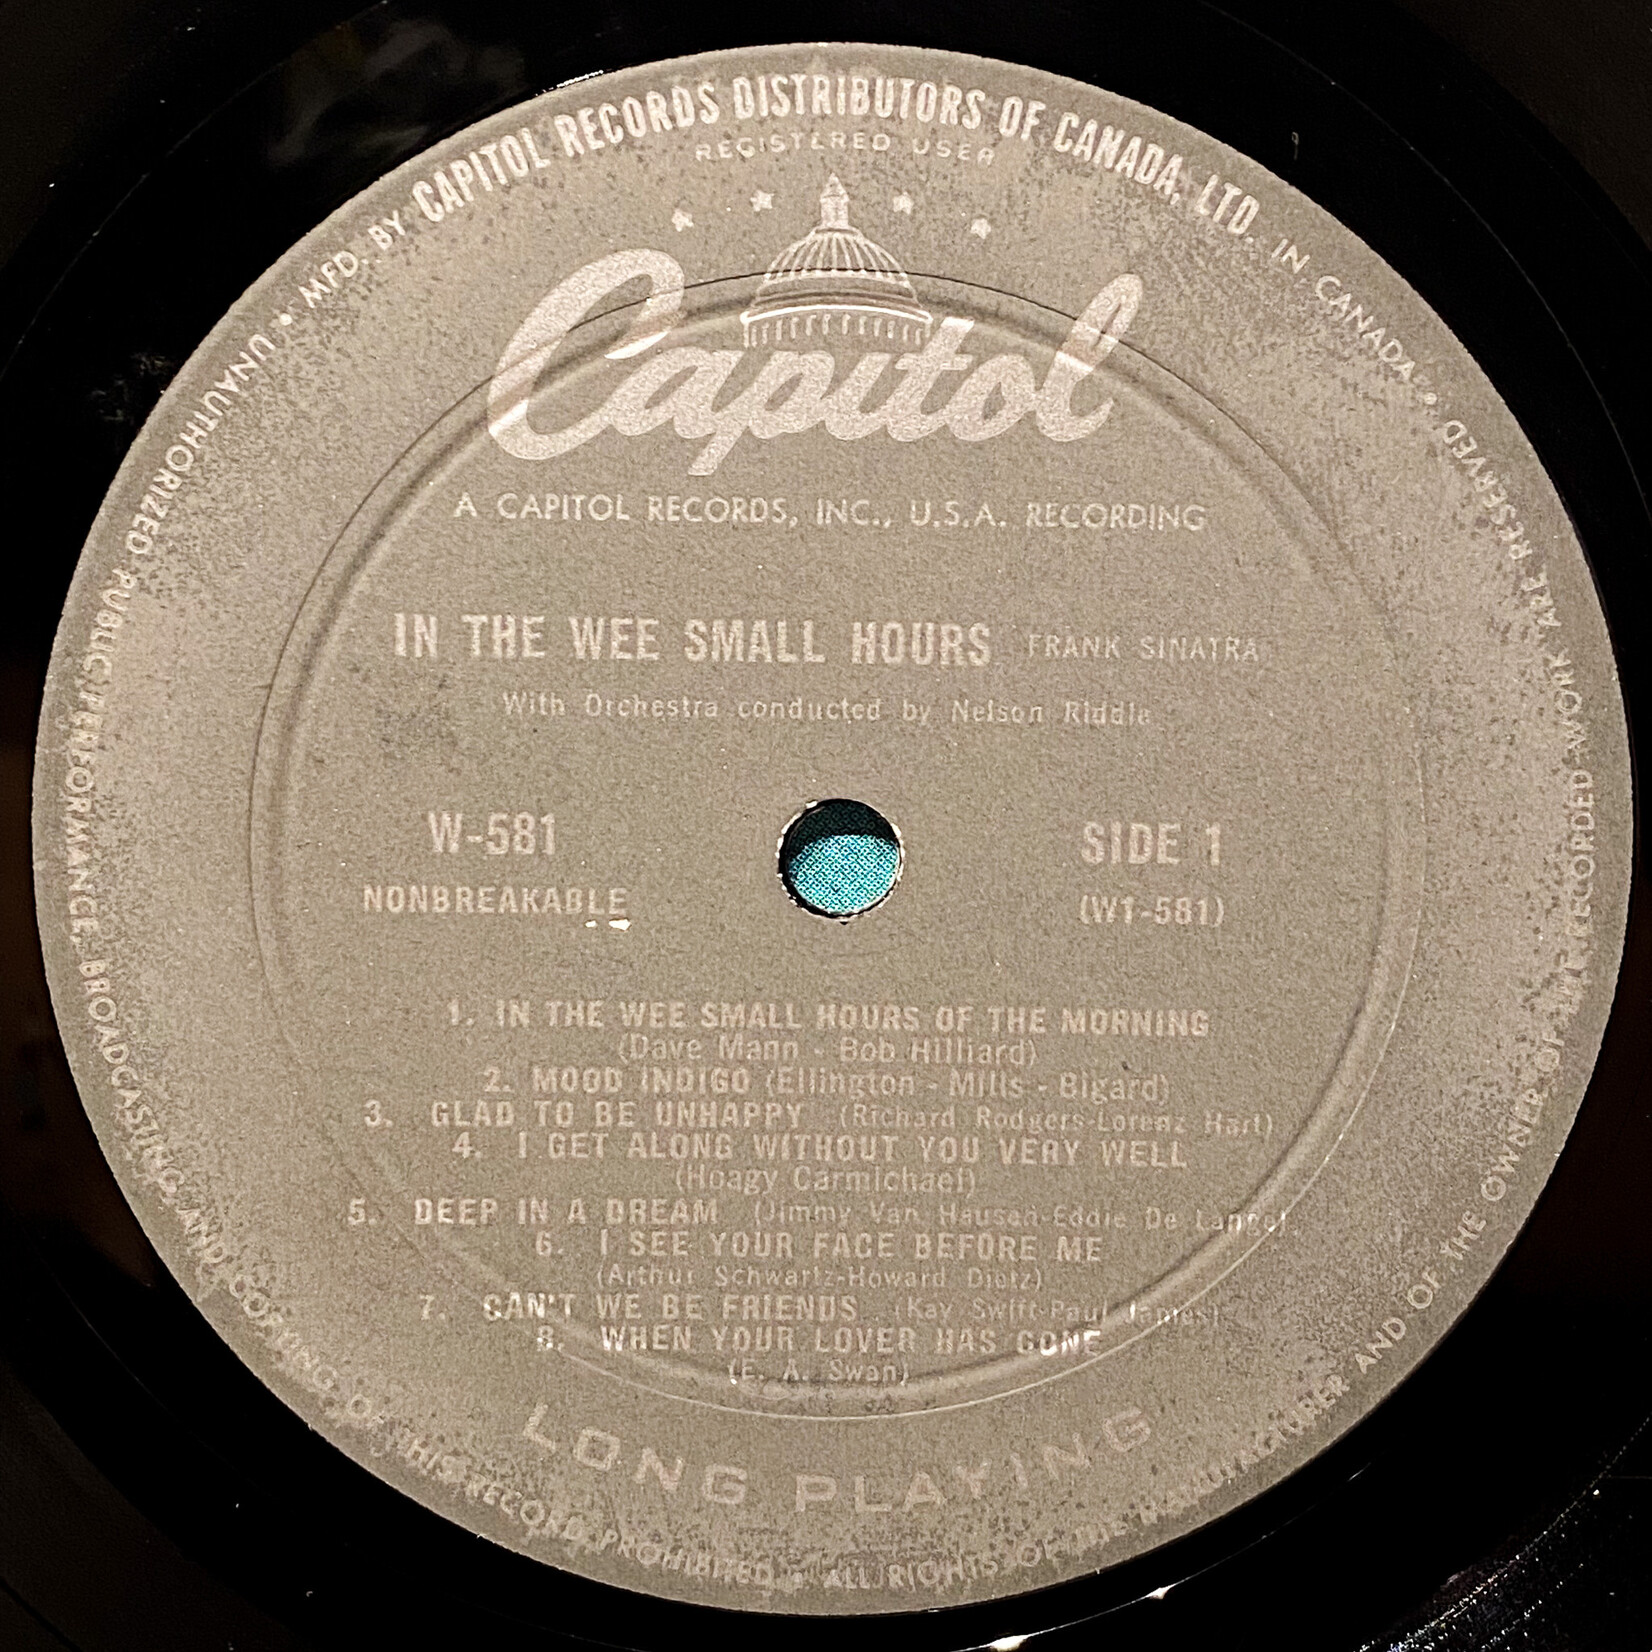 MFD. BY CAPITOL RECORDS DISTRIBUTORS OF CANADA, LTD. IN CANADA • ALL RIGHTS OF THE MANUFACTURER AND OF THE OWNER OF THE RECORDED WORK ARE RESERVED
UNAUTHORIZED PUBLIC PERFORMANCE, BROADCASTING AND COPYING OF THIS RECORD PROHIBITED •
REGISTERED USER
Capitol
A CAPITOL RECORDS, INC., U.S.A. RECORDING
IN THE WEE SMALL HOURS FRANK SINATRA
With Orchestra conducted by Nelson Riddle
W-581
NONBREAKABLE
SIDE 1
(W1-581)
1. IN THE WEE SMALL HOURS OF THE MORNING
(Dave Mann - Bob Hilliard)
2. MOOD INDIGO (Ellington - Mills - Bigard)
3. GLAD TO BE UNHAPPY (Richard Rodgers-Lorenz Hart)
4. I GET ALONG WITHOUT YOU VERY WELL
(Hoagy Carmichael)
5. DEEP IN A DREAM (Jimmy Van Heusen-Eddie De Lange)
6. I SEE YOUR FACE BEFORE ME
(Arthur Schwartz-Howard Dietz)
7. CAN'T WE BE FRIENDS (Kay Swift-Paul James)
8. WHEN YOUR LOVER HAS GONE
(E. A. Swan)
LONG PLAYING